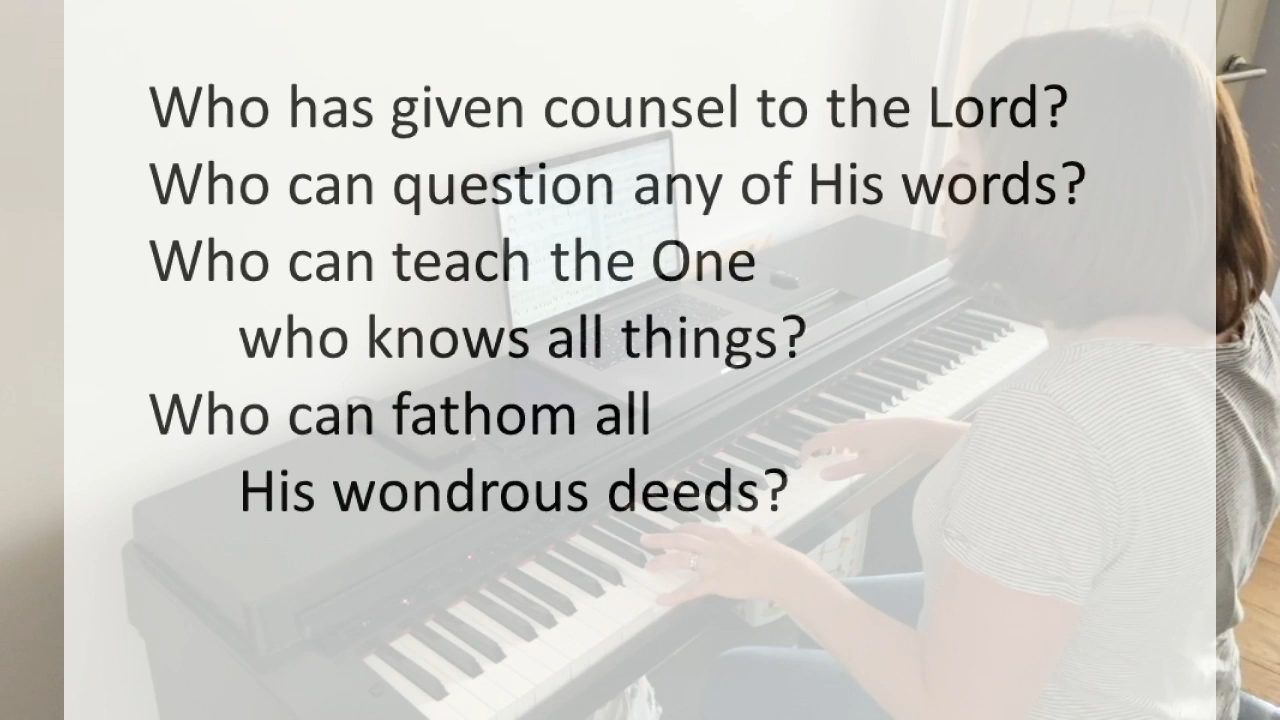 Who has given counsel to the Lord?
Who can question any of His words?
Who can teach the One
who knows all things?
Who can fathom all
His wondrous deeds?